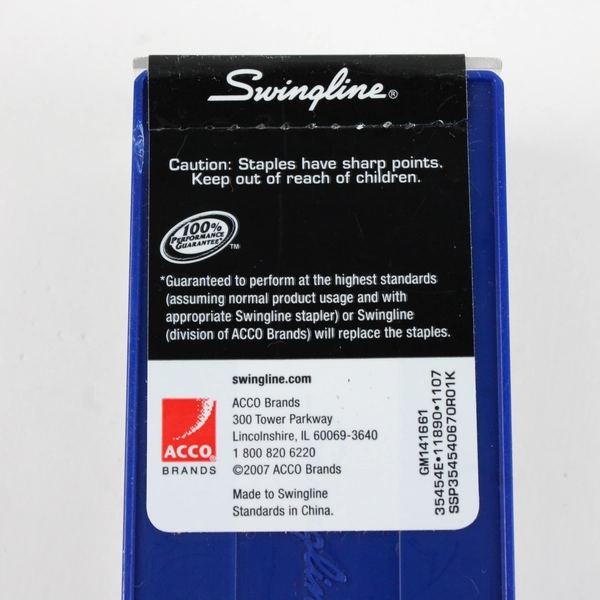 Swingline®
Caution: Staples have sharp points.
Keep out of reach of children.
100%
PERFORMANCE
GUARANTEE*
TM
*Guaranteed to perform at the highest standards
(assuming normal product usage and with
appropriate Swingline stapler) or Swingline
(division of ACCO Brands) will replace the staples.
swingline.com
ACCO Brands
300 Tower Parkway
Lincolnshire, IL 60069-3640
1 800 820 6220
©2007 ACCO Brands
Made to Swingline
Standards in China.
ACCO®
BRANDS
GM141661
35454E•11890•1107
SSP354540670R01K